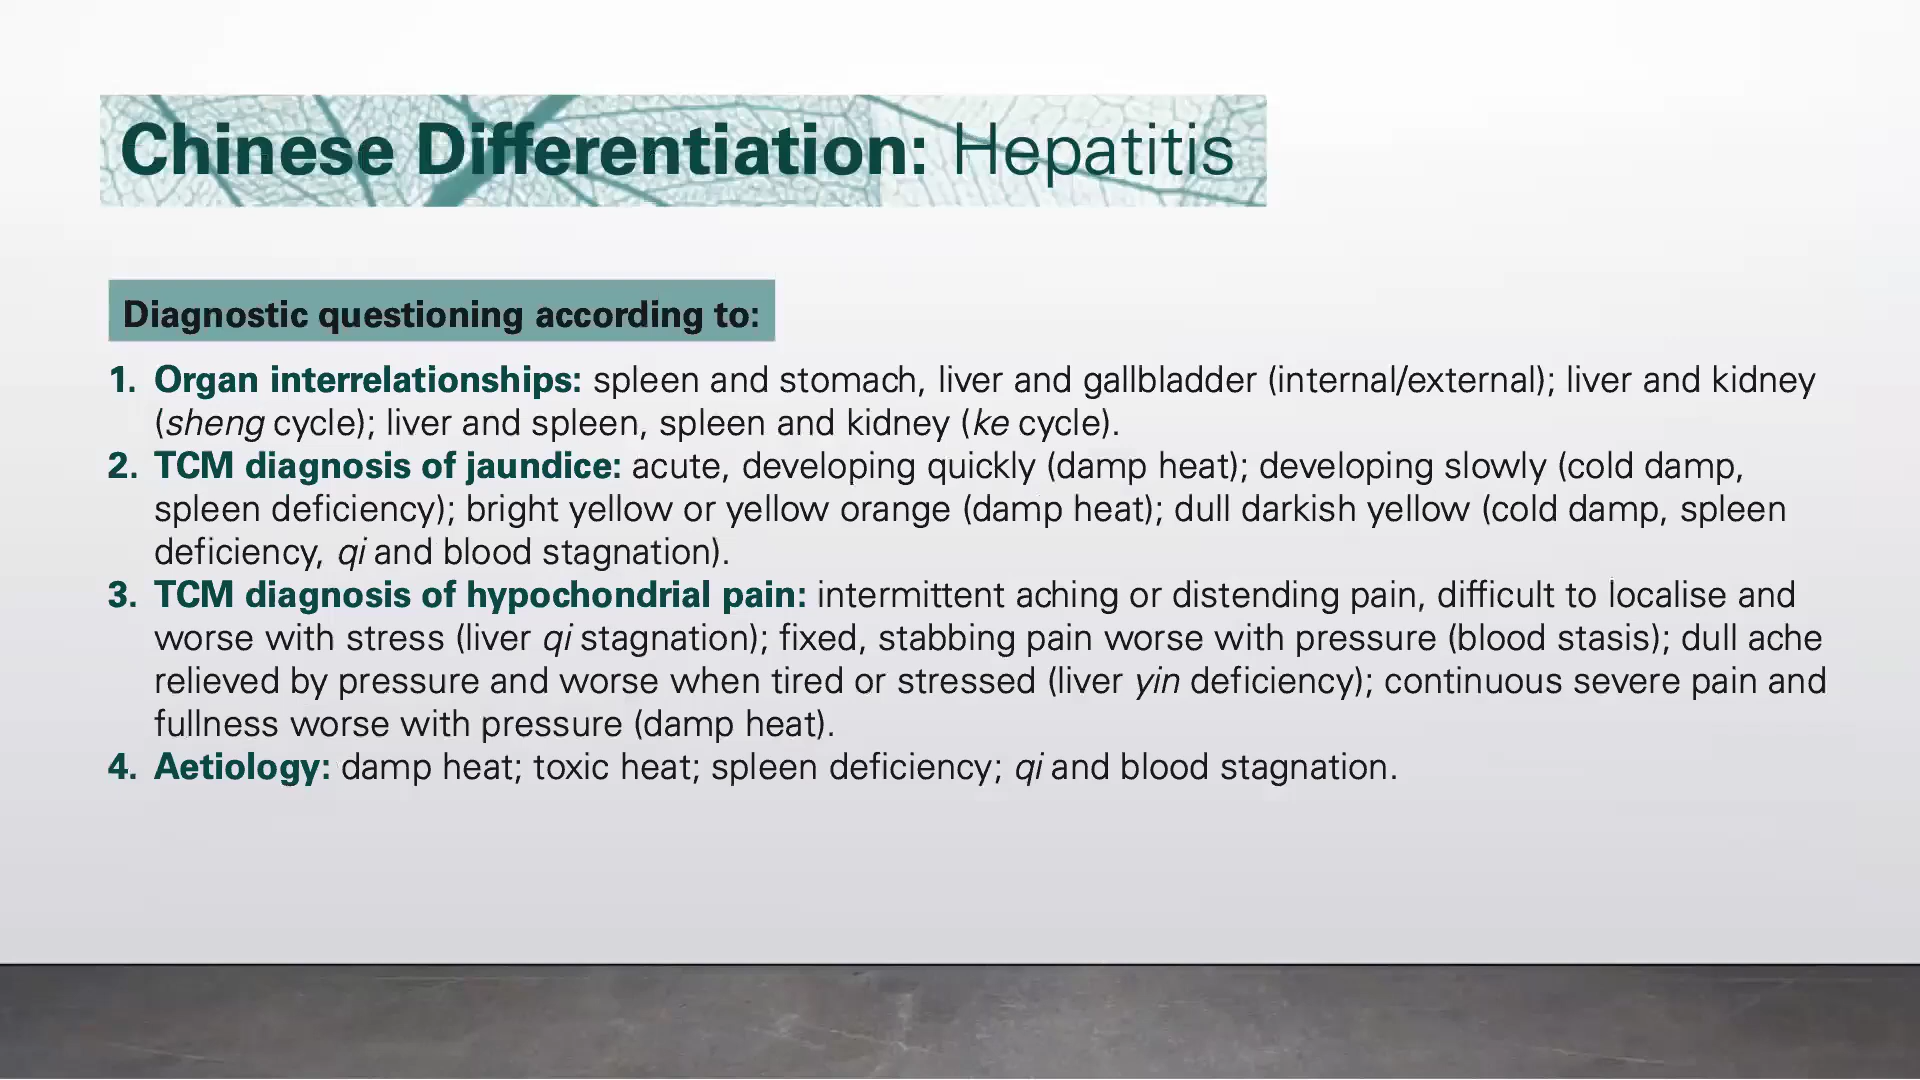 Chinese Differentiation: Hepatitis
Diagnostic questioning according to:
1. Organ interrelationships: spleen and stomach, liver and gallbladder (internal/external); liver and kidney
(sheng cycle); liver and spleen, spleen and kidney (ke cycle).
2. TCM diagnosis of jaundice: acute, developing quickly (damp heat); developing slowly (cold damp,
spleen deficiency); bright yellow or yellow orange (damp heat); dull darkish yellow (cold damp, spleen
deficiency, qi and blood stagnation).
3. TCM diagnosis of hypochondrial pain: intermittent aching or distending pain, difficult to localise and
worse with stress (liver qi stagnation); fixed, stabbing pain worse with pressure (blood stasis); dull ache
relieved by pressure and worse when tired or stressed (liver yin deficiency); continuous severe pain and
fullness worse with pressure (damp heat).
4. Aetiology: damp heat; toxic heat; spleen deficiency; qi and blood stagnation.